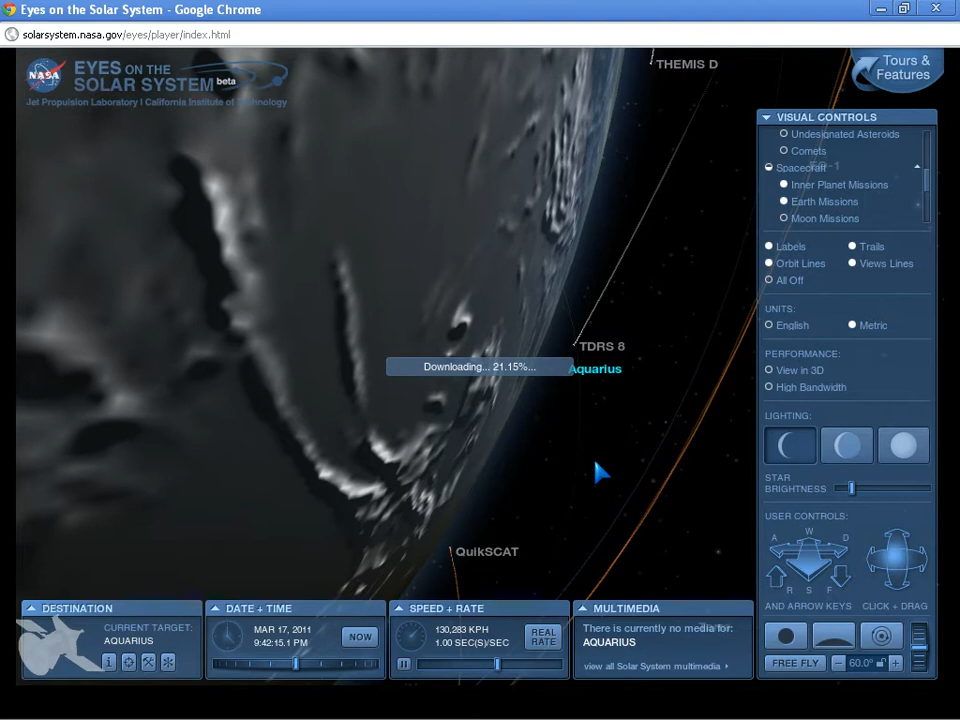 Eyes on the Solar System - Google Chrome
solarsystem.nasa.gov/eyes/player/index.html
NASA
EYES ON THE
SOLAR SYSTEM beta
Jet Propulsion Laboratory | California Institute of Technology
THEMIS D
Tours &
Features
VISUAL CONTROLS
Undesignated Asteroids
Comets
Spacecraft
Inner Planet Missions
Earth Missions
Moon Missions
Labels
Trails
Orbit Lines
Views Lines
All Off
UNITS:
English
Metric
PERFORMANCE:
View in 3D
High Bandwidth
LIGHTING:
STAR
BRIGHTNESS
USER CONTROLS:
A W D
R S F
AND ARROW KEYS
CLICK + DRAG
FREE FLY
− 60.0° +
TDRS 8
Aquarius
Downloading... 21.15%...
QuikSCAT
DESTINATION
CURRENT TARGET:
AQUARIUS
DATE + TIME
MAR 17, 2011
9:42:15.1 PM
NOW
SPEED + RATE
130,283 KPH
1.00 SEC(S)/SEC
REAL
RATE
MULTIMEDIA
There is currently no media for:
AQUARIUS
view all Solar System multimedia